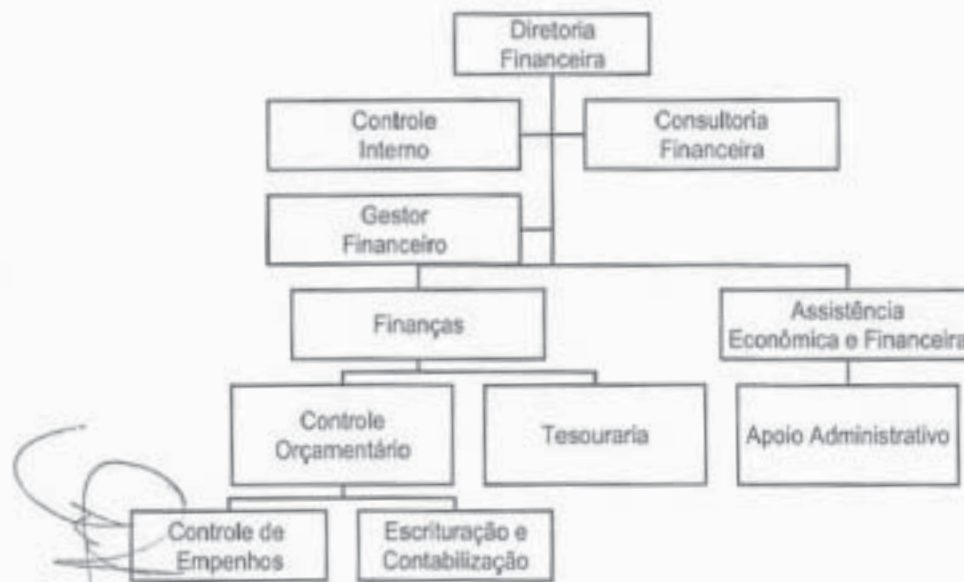 Diretoria
Financeira
Controle
Interno
Consultoria
Financeira
Gestor
Financeiro
Finanças
Assistência
Econômica e Financeira
Controle
Orçamentário
Tesouraria
Apoio Administrativo
Controle de
Empenhos
Escrituração e
Contabilização